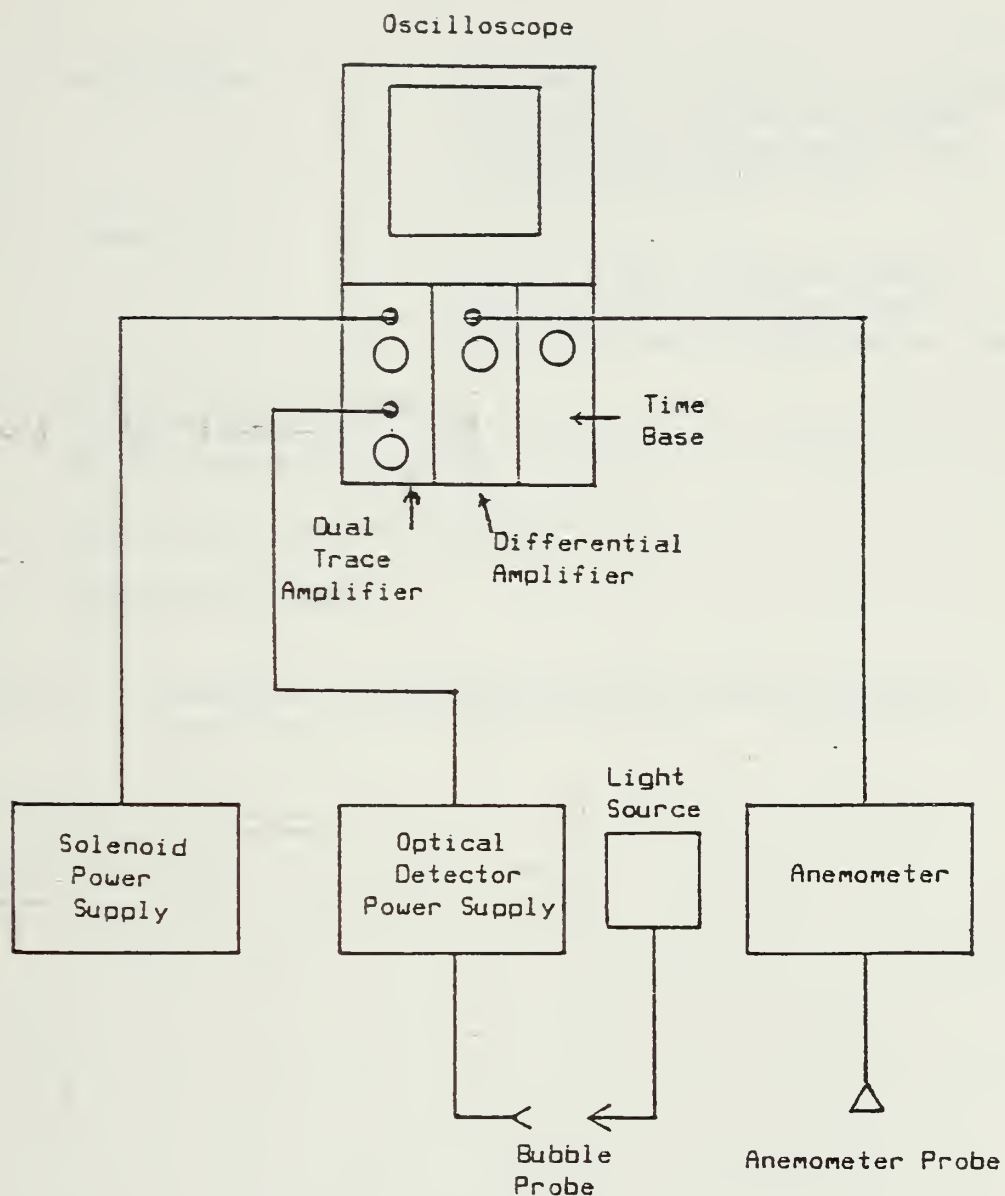 Oscilloscope
Time
Base
Dual
Trace
Amplifier
Differential
Amplifier
Light
Source
Solenoid
Power
Supply
Optical
Detector
Power Supply
Anemometer
Bubble
Probe
Anemometer Probe